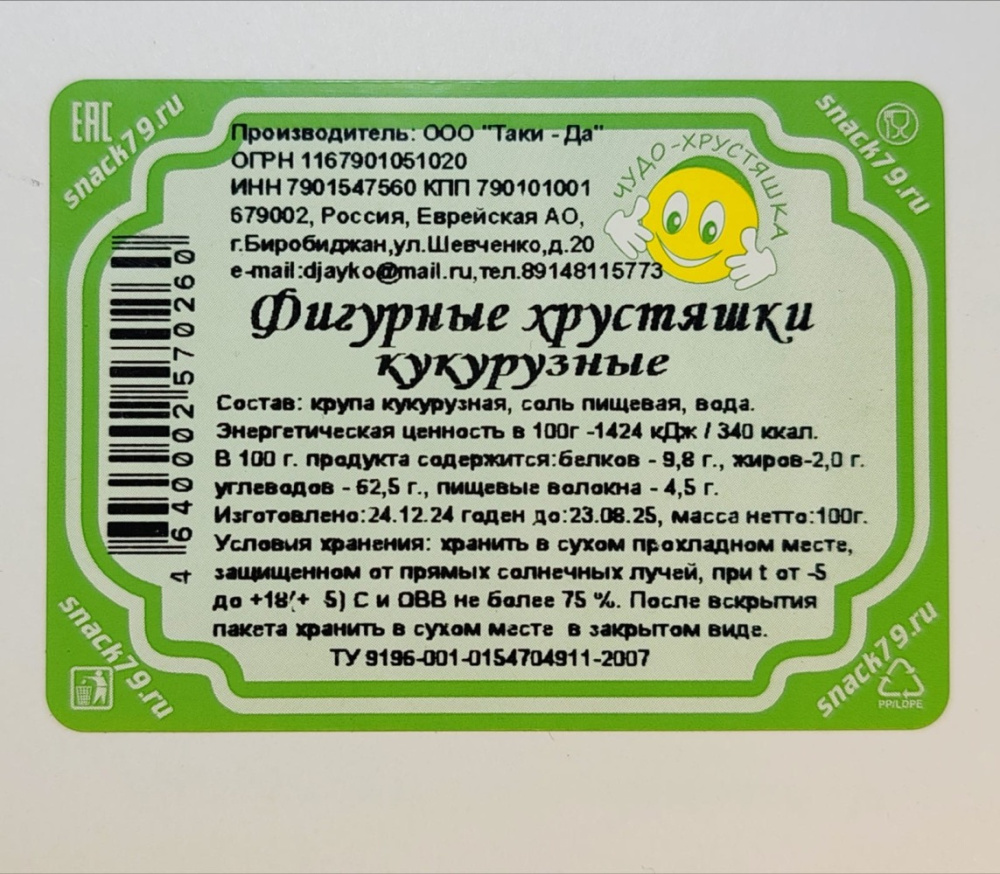 EAC
snack79.ru
snack79.ru
Производитель: ООО "Таки - Да"
ОГРН 1167901051020
ИНН 7901547560 КПП 790101001
679002, Россия, Еврейская АО,
г.Биробиджан,ул.Шевченко,д.20
e-mail:djayko@mail.ru,тел.89148115773
ЧУДО-ХРУСТЯШКА
Фигурные хрустяшки
кукурузные
Состав: крупа кукурузная, соль пищевая, вода.
Энергетическая ценность в 100г -1424 кДж / 340 ккал.
В 100 г. продукта содержится:белков - 9,8 г., жиров-2,0 г.
углеводов - 62,5 г., пищевые волокна - 4,5 г.
Изготовлено:24.12.24 годен до:23.08.25, масса нетто:100г.
Условыя хранения: хранить в сухом прохладном месте,
защищенном от прямых солнечных лучей, при t от -5
до +18(+ 5) С и ОВВ не более 75 %. После вскрытия
пакета хранить в сухом месте в закрытом виде.
ТУ 9196-001-0154704911-2007
4 640002 570260
snack79.ru
snack79.ru
PP/LDPE